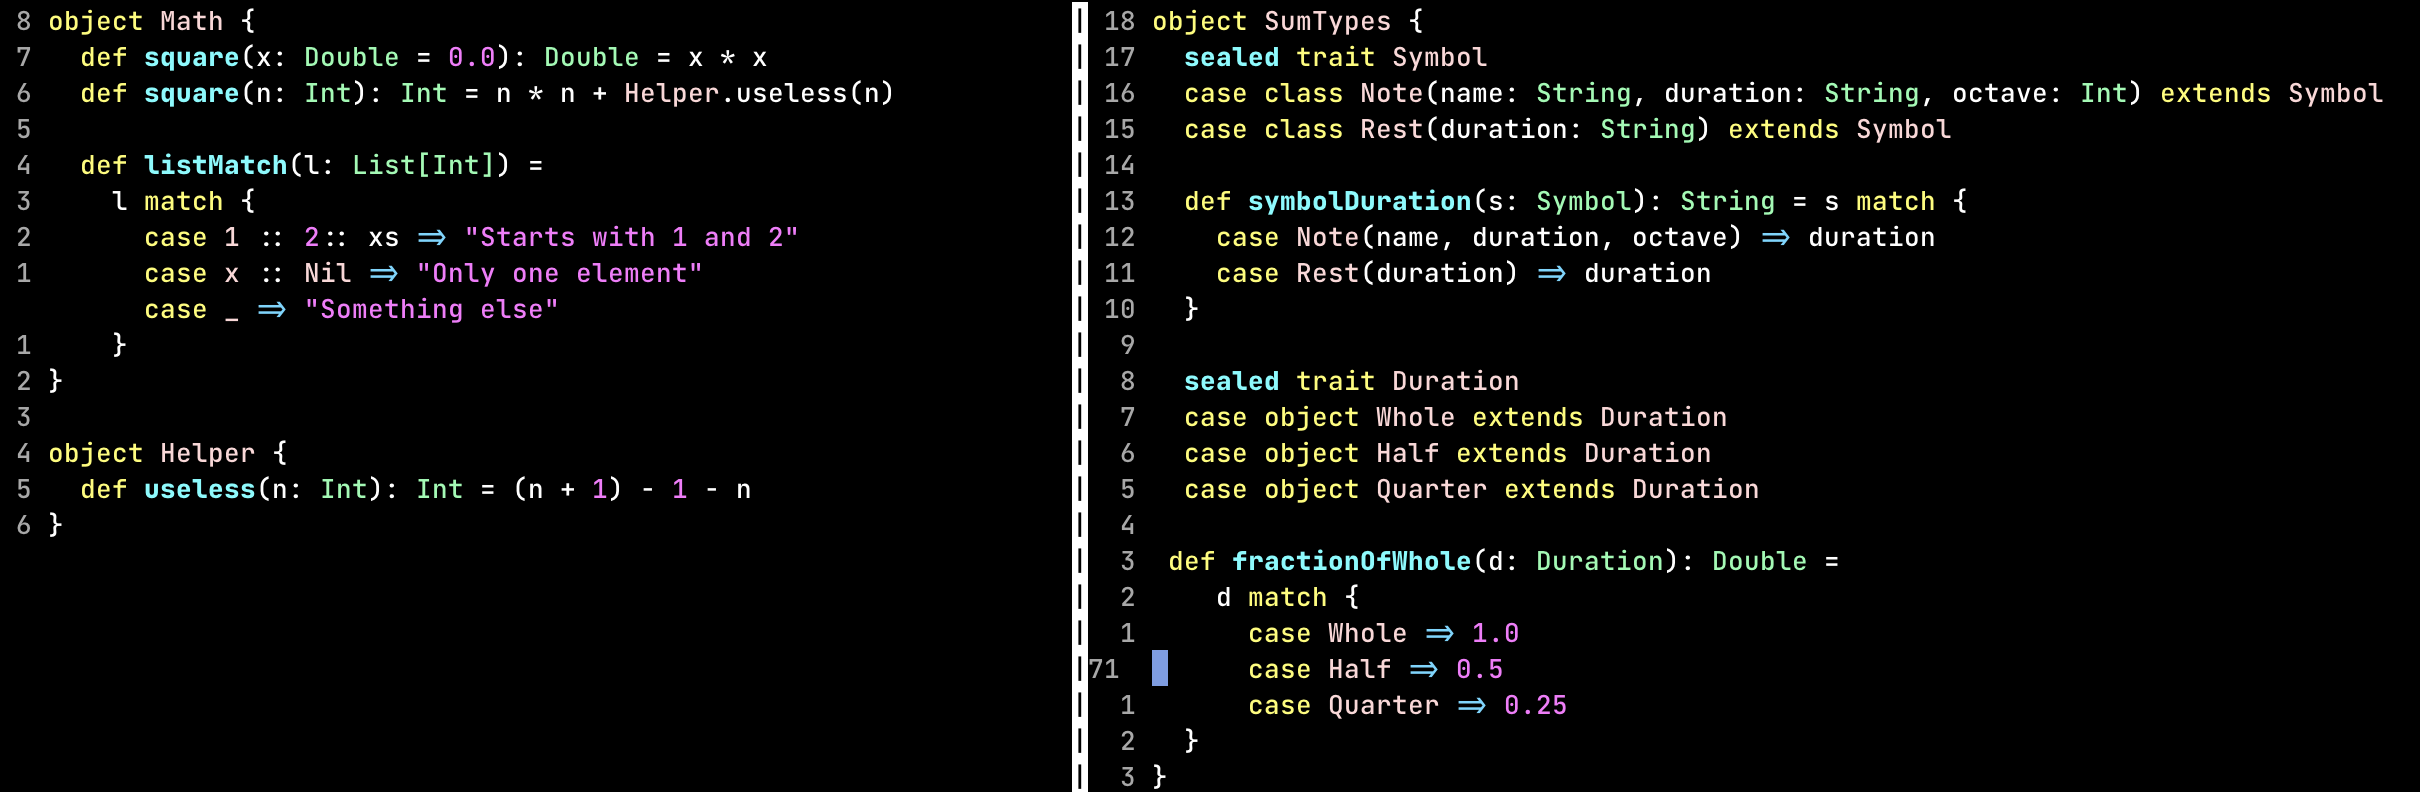 8 object Math {
7   def square(x: Double = 0.0): Double = x * x
6   def square(n: Int): Int = n * n + Helper.useless(n)
5
4   def listMatch(l: List[Int]) =
3     l match {
2       case 1 :: 2:: xs => "Starts with 1 and 2"
1       case x :: Nil => "Only one element"
        case _ => "Something else"
1     }
2 }
3
4 object Helper {
5   def useless(n: Int): Int = (n + 1) - 1 - n
6 }
18 object SumTypes {
17   sealed trait Symbol
16   case class Note(name: String, duration: String, octave: Int) extends Symbol
15   case class Rest(duration: String) extends Symbol
14
13   def symbolDuration(s: Symbol): String = s match {
12     case Note(name, duration, octave) => duration
11     case Rest(duration) => duration
10   }
9
8   sealed trait Duration
7   case object Whole extends Duration
6   case object Half extends Duration
5   case object Quarter extends Duration
4
3  def fractionOfWhole(d: Duration): Double =
2     d match {
1       case Whole => 1.0
71       case Half => 0.5
1       case Quarter => 0.25
2   }
3 }